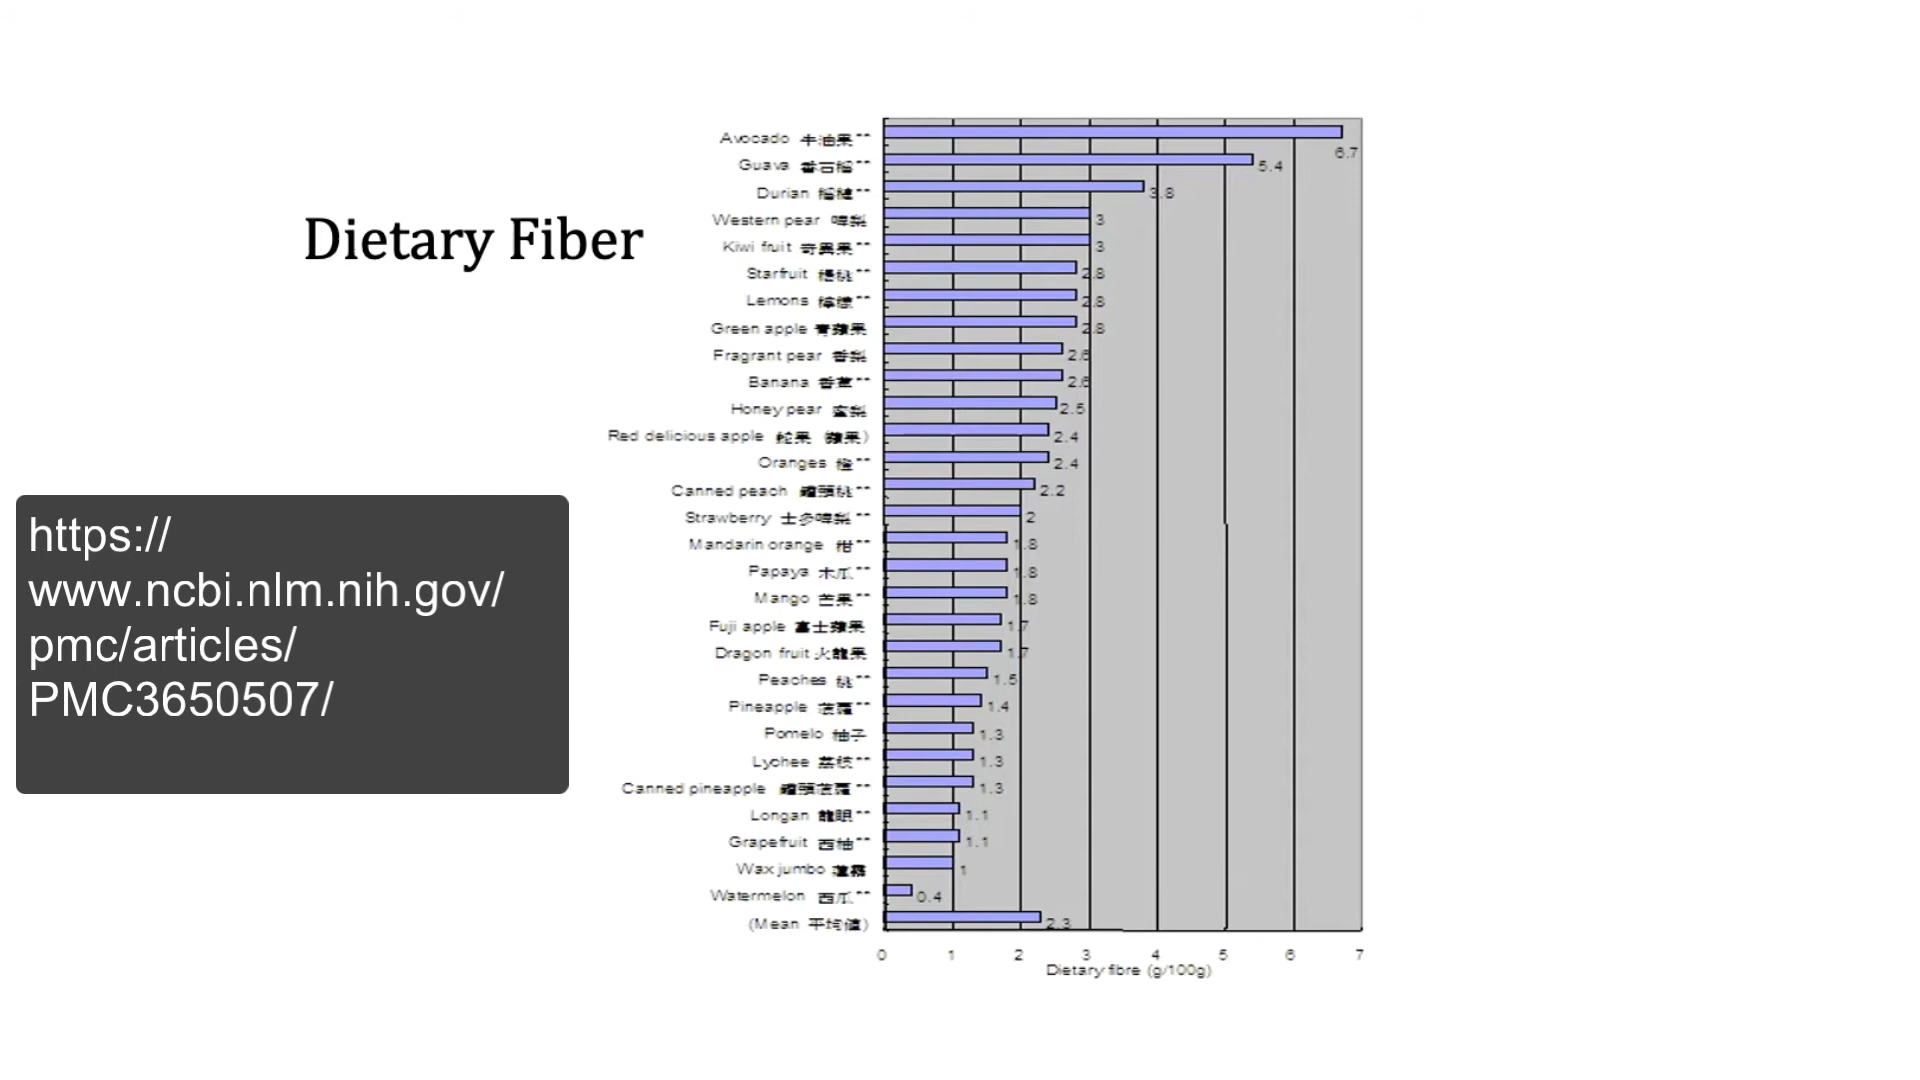 Dietary Fiber
https://
www.ncbi.nlm.nih.gov/
pmc/articles/
PMC3650507/
Avocado 牛油果** 6.7
Guava 番石榴** 5.4
Durian 榴槤** 3.8
Western pear 啤梨 3
Kiwi fruit 奇異果** 3
Starfruit 楊桃** 2.8
Lemons 檸檬** 2.8
Green apple 青蘋果 2.8
Fragrant pear 香梨 2.6
Banana 香蕉** 2.6
Honey pear 蜜梨 2.5
Red delicious apple 蛇果 (蘋果) 2.4
Oranges 橙** 2.4
Canned peach 罐頭桃** 2.2
Strawberry 士多啤梨** 2
Mandarin orange 柑** 1.8
Papaya 木瓜** 1.8
Mango 芒果** 1.8
Fuji apple 富士蘋果 1.7
Dragon fruit 火龍果 1.7
Peaches 桃** 1.5
Pineapple 菠蘿** 1.4
Pomelo 柚子 1.3
Lychee 荔枝** 1.3
Canned pineapple 罐頭菠蘿** 1.3
Longan 龍眼** 1.1
Grapefruit 西柚** 1.1
Wax jumbo 1
Watermelon 西瓜** 0.4
(Mean 平均值) 2.3
0 1 2 3 4 5 6 7
Dietary fibre (g/100g)